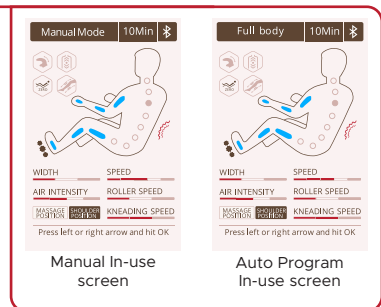 Manual Mode 10Min
ZERO
WIDTH SPEED
AIR INTENSITY ROLLER SPEED
MASSAGE POSITION SHOULDER POSITION KNEADING SPEED
Press left or right arrow and hit OK
Manual In-use
screen
Full body 10Min
ZERO
WIDTH SPEED
AIR INTENSITY ROLLER SPEED
MASSAGE POSITION SHOULDER POSITION KNEADING SPEED
Press left or right arrow and hit OK
Auto Program
In-use screen